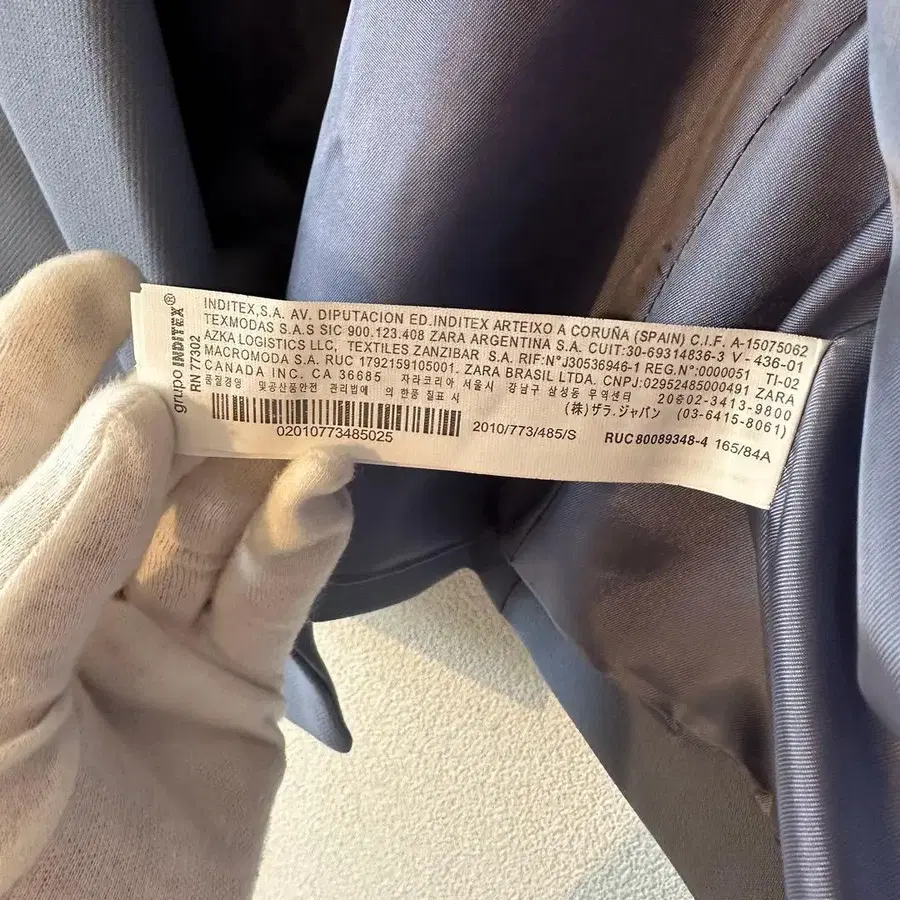 grupo INDITEX®
RN 77302
INDITEX,S.A. AV. DIPUTACION ED.INDITEX ARTEIXO A CORUÑA (SPAIN) C.I.F. A-15075062
TEXMODAS S.A.S SIC 900.123.408 ZARA ARGENTINA S.A. CUIT:30-69314836-3 V-436-01
AZKA LOGISTICS LLC, TEXTILES ZANZIBAR S.A. RIF:N°J30536946-1 REG.N°:0000051 TI-02
MACROMODA S.A. RUC 1792159105001. ZARA BRASIL LTDA. CNPJ:02952485000491 ZARA
CANADA INC. CA 36685 자라코리아 서울시 강남구 삼성동 무역센터 20층02-3413-9800
품질경영 및공산품안전 관리법에 의한품 질표시 (株)ザラ.ジャパン (03-6415-8061)
02010773485025
2010/773/485/S
RUC 80089348-4 165/84A